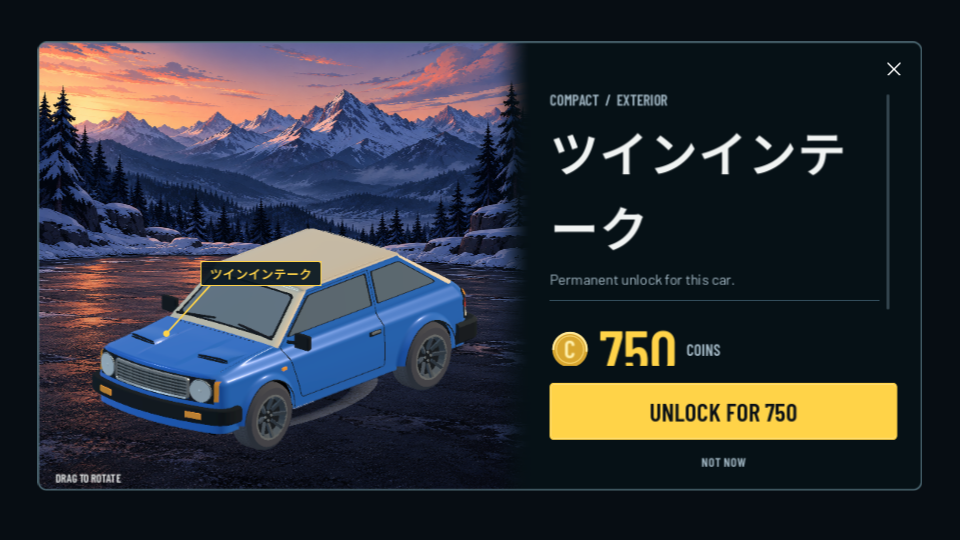 COMPACT / EXTERIOR
ツインインテ
ーク
Permanent unlock for this car.
C 750 COINS
UNLOCK FOR 750
NOT NOW
ツインインテーク
DRAG TO ROTATE